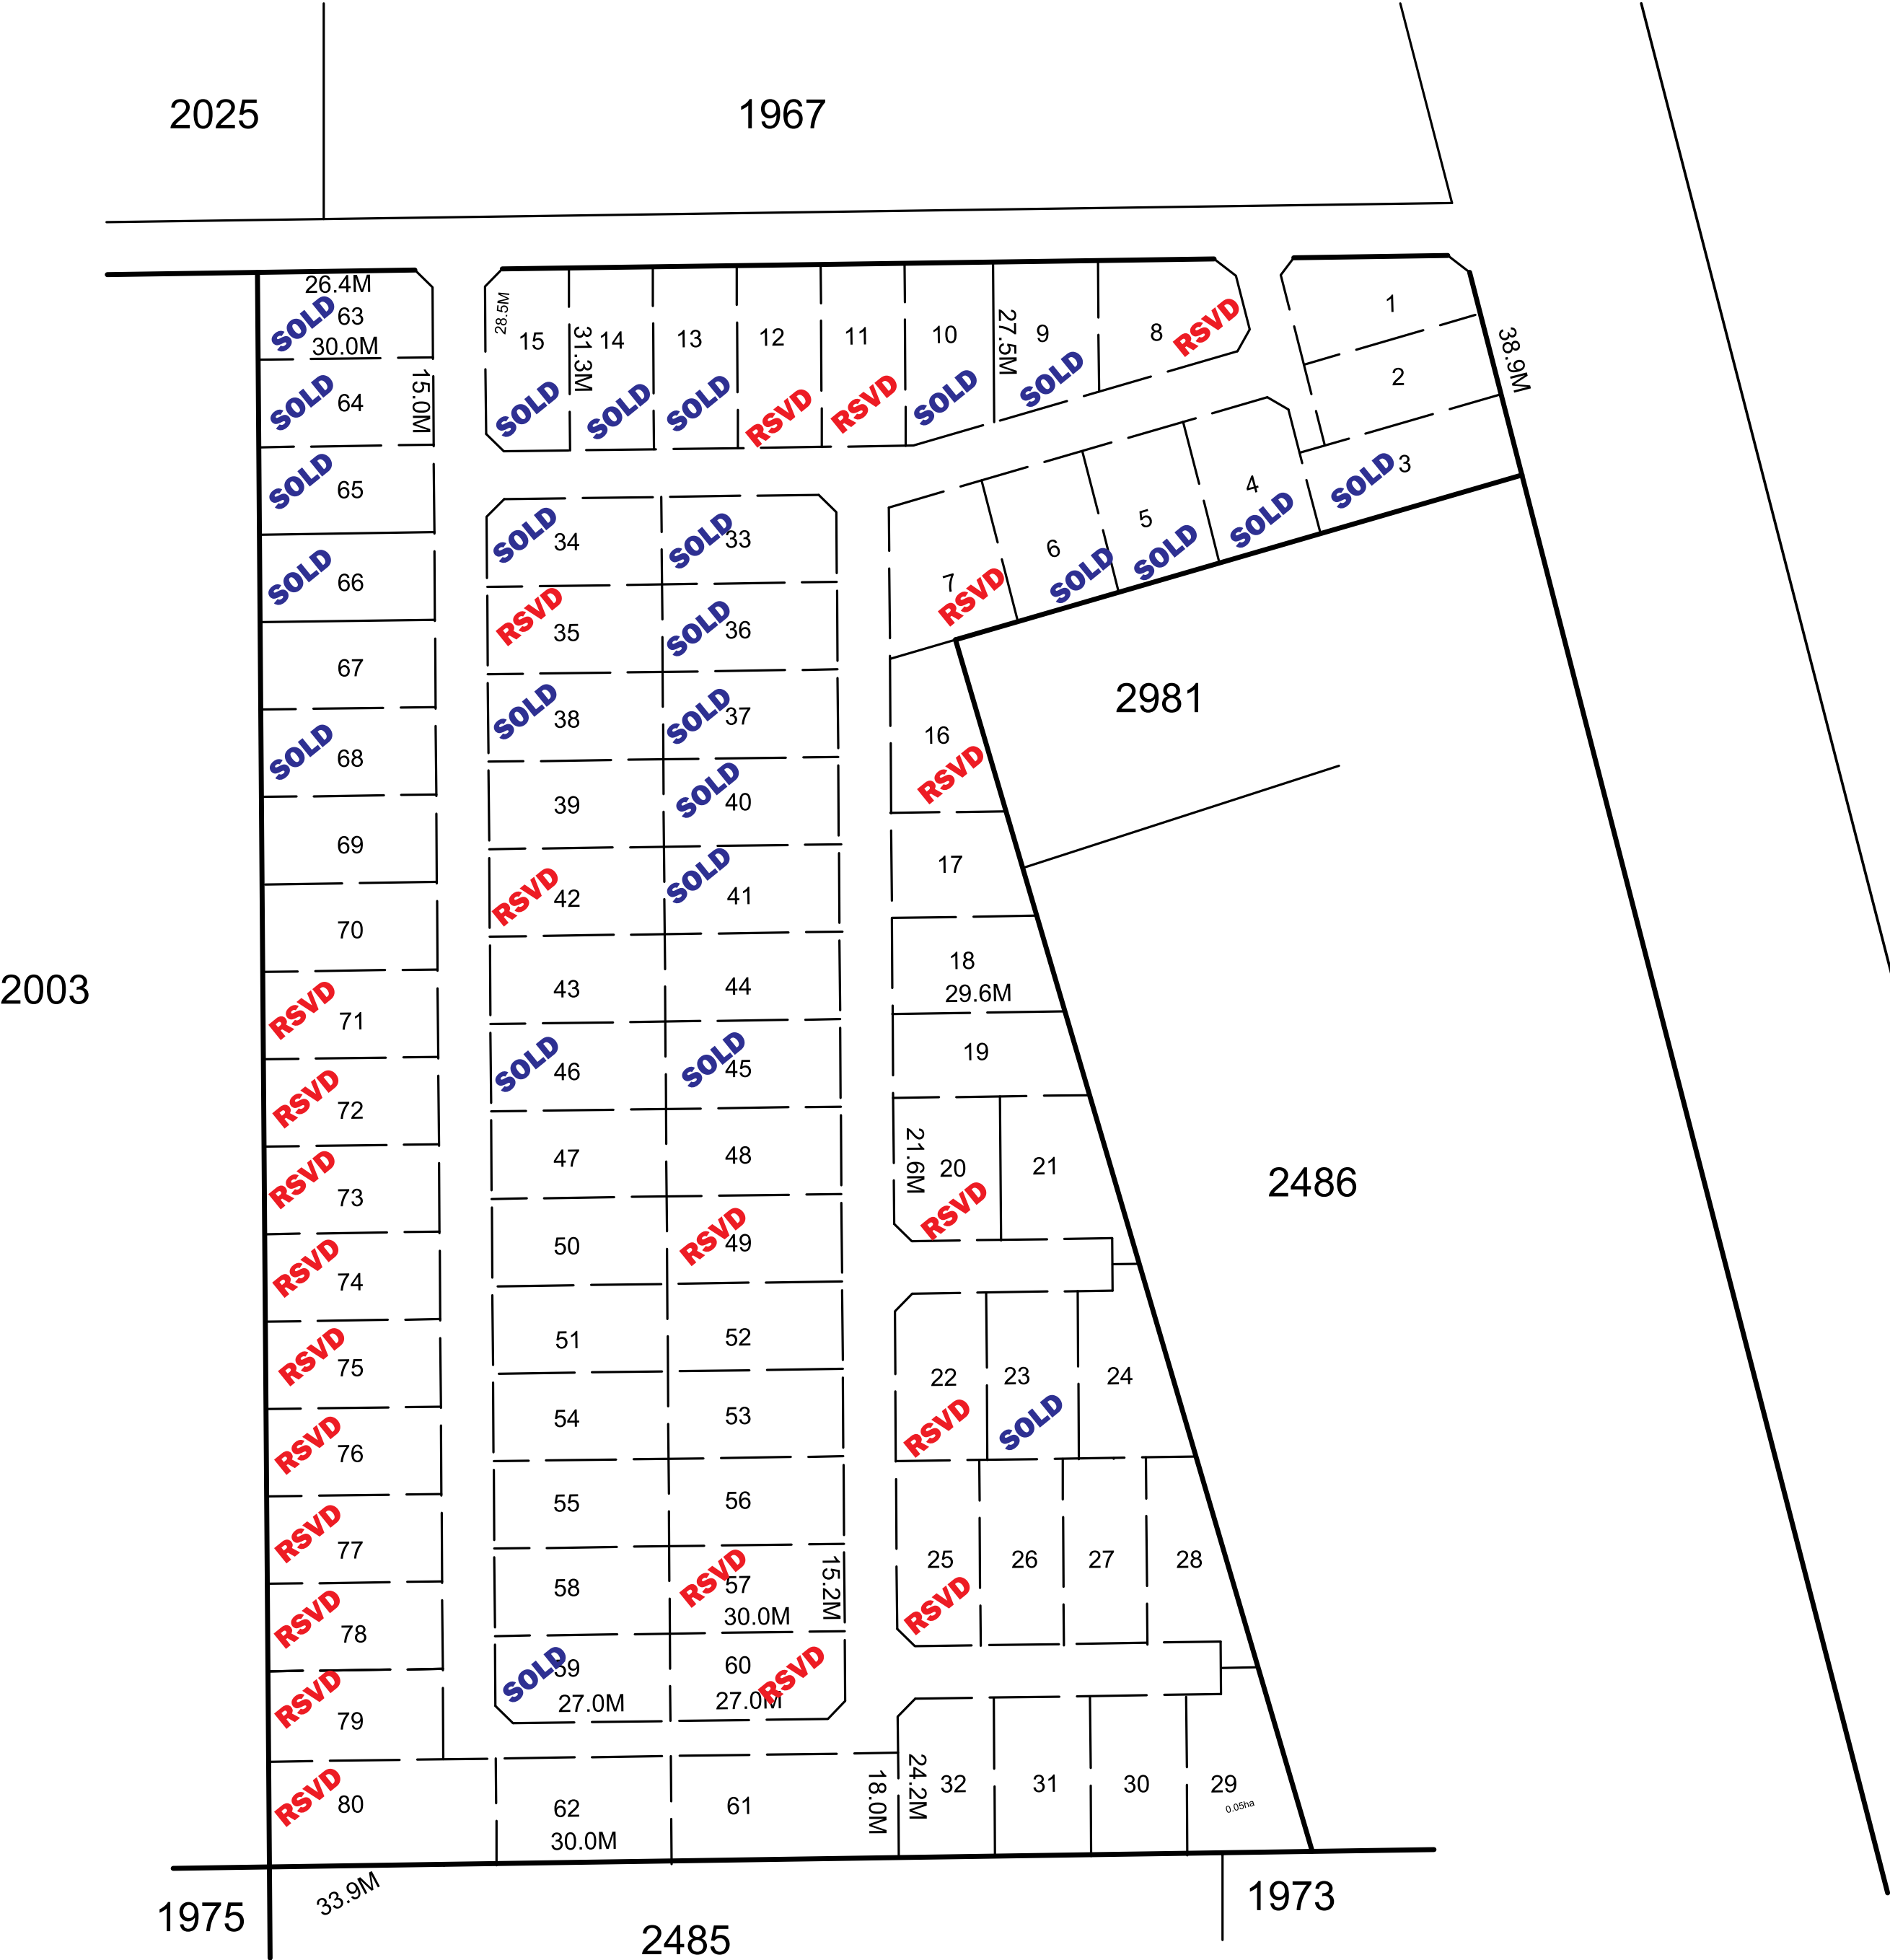 2025
1967
26.4M
SOLD 63
30.0M
SOLD 64
15.0M
SOLD 65
SOLD 66
67
SOLD 68
69
70
RSVD 71
RSVD 72
RSVD 73
RSVD 74
RSVD 75
RSVD 76
RSVD 77
RSVD 78
RSVD 79
RSVD 80
28.5M
15 SOLD
31.3M
14 SOLD
13 SOLD
12 RSVD
11 RSVD
10 SOLD
27.5M
9 SOLD
8 RSVD
1
38.9M
2
SOLD 3
4 SOLD
5 SOLD
6 SOLD
7 RSVD
SOLD 34
SOLD 33
RSVD 35
SOLD 36
SOLD 38
SOLD 37
39
SOLD 40
RSVD 42
SOLD 41
43
44
SOLD 46
SOLD 45
47
48
50
RSVD 49
51
52
54
53
55
56
58
RSVD 57
30.0M
15.2M
SOLD 59
27.0M
60 RSVD
27.0M
62
30.0M
61
18.0M
16 RSVD
17
18
29.6M
19
21.6M
20 RSVD
21
22 RSVD
23 SOLD
24
25 RSVD
26
27
28
24.2M
32
31
30
29
0.05ha
2981
2486
2003
1975
33.9M
2485
1973